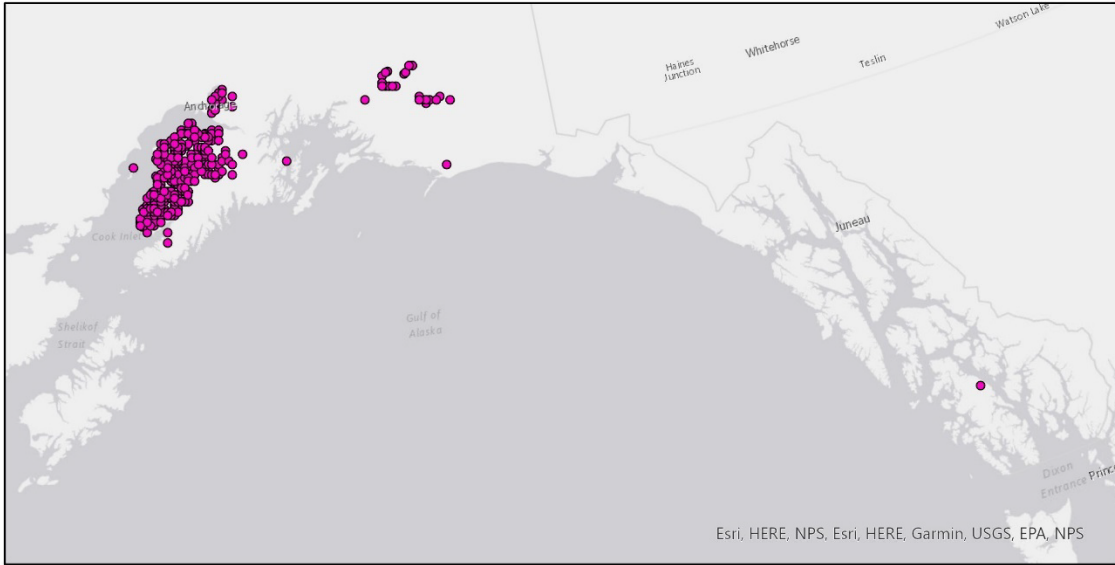 Watson Lake
Whitehorse
Haines
Junction
Teslin
Anchorage
Juneau
Cook Inlet
Gulf of
Alaska
Shelikof
Strait
Dixon
Entrance
Princ
Esri, HERE, NPS, Esri, HERE, Garmin, USGS, EPA, NPS